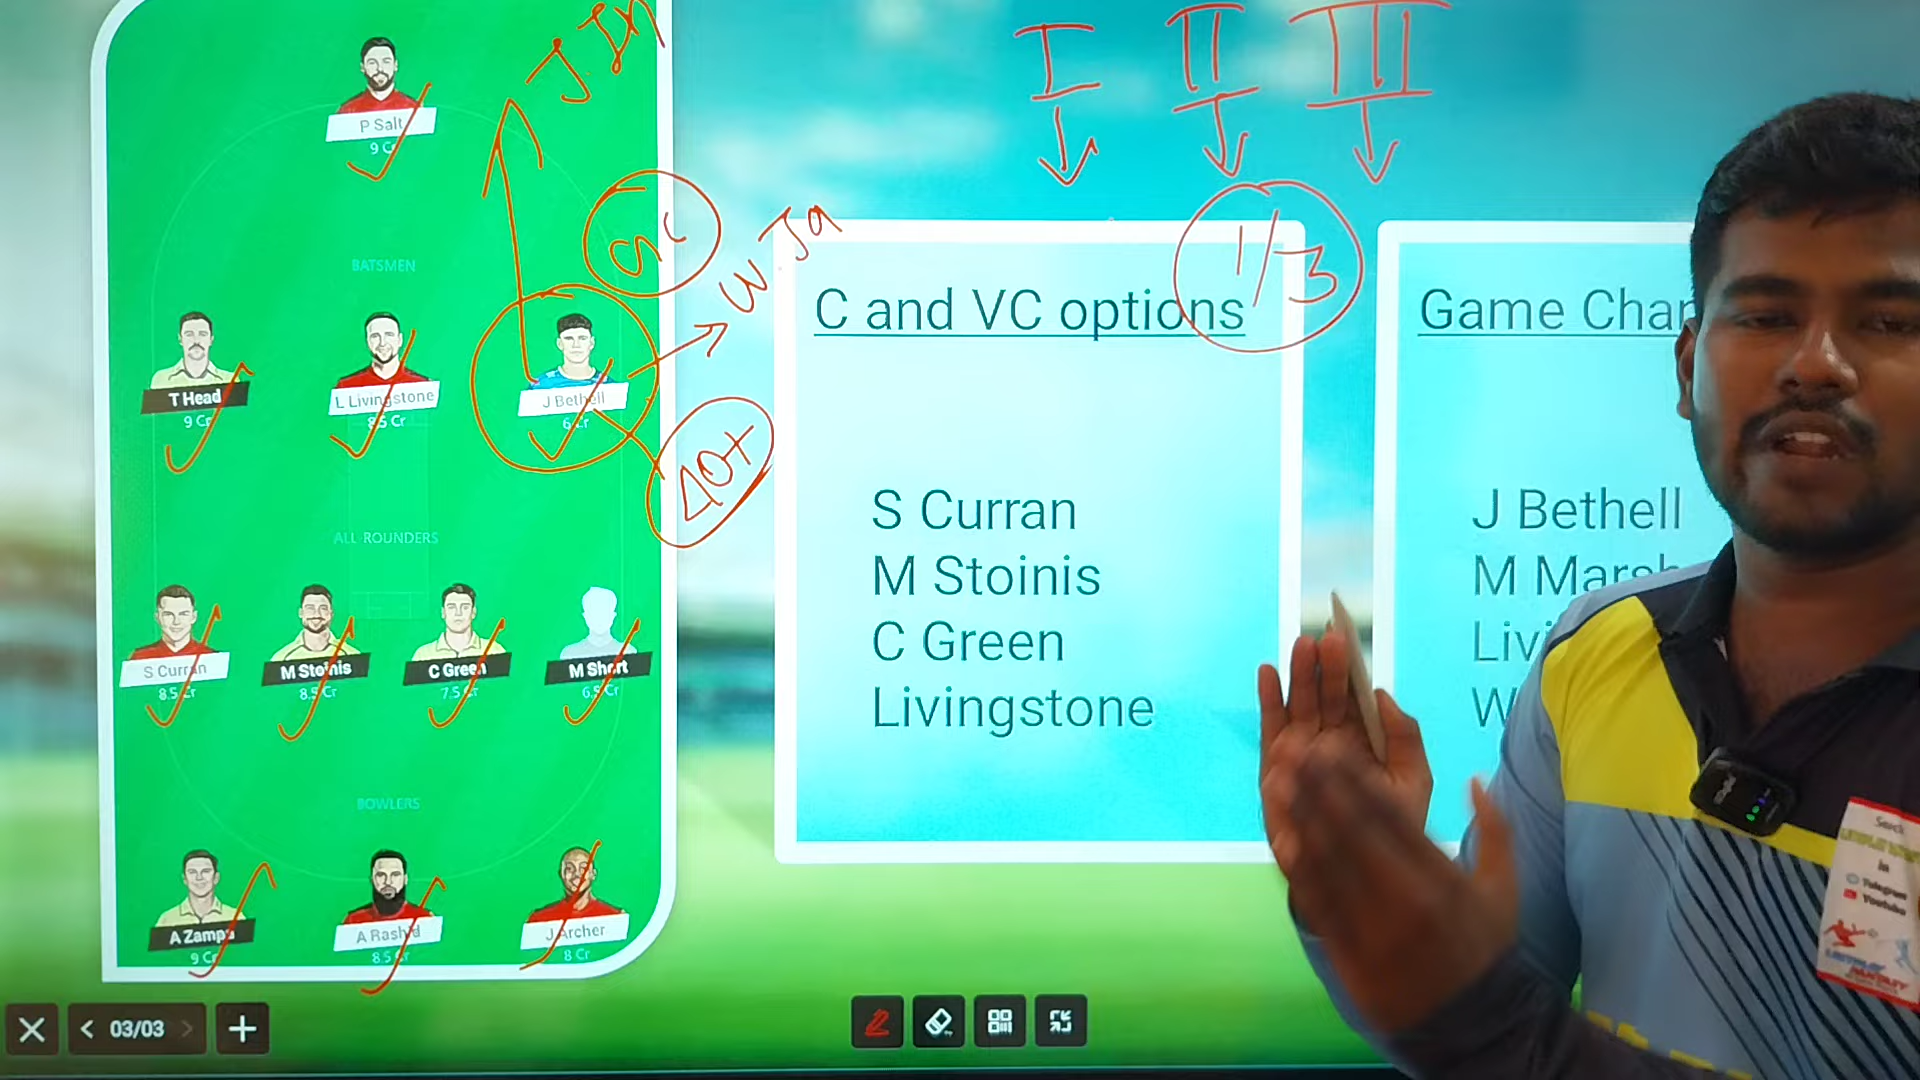 P Salt
9 Cr
BATSMEN
T Head
9 Cr
L Livingstone
8.5 Cr
J Bethell
6 Cr
ALL ROUNDERS
S Curran
8.5 Cr
M Stoinis
8.5 Cr
C Green
7.5 Cr
M Short
6.5 Cr
BOWLERS
A Zampa
9 Cr
A Rashid
8.5 Cr
J Archer
8 Cr
40+
I II III
1/3
C and VC options
S Curran
M Stoinis
C Green
Livingstone
Game Chan
J Bethell
M Marsh
Livi
W
03/03
in
Telegram
Youtube